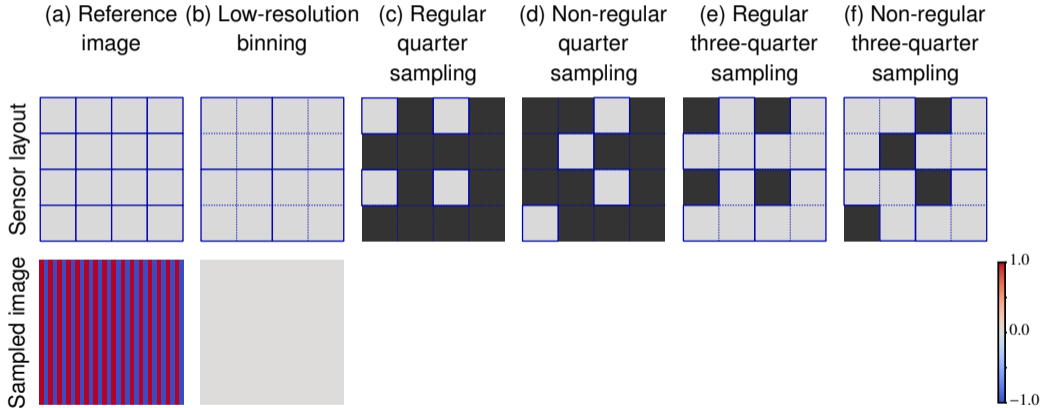 (a) Reference
image
(b) Low-resolution
binning
(c) Regular
quarter
sampling
(d) Non-regular
quarter
sampling
(e) Regular
three-quarter
sampling
(f) Non-regular
three-quarter
sampling
Sensor layout
Sampled image
1.0
0.0
−1.0